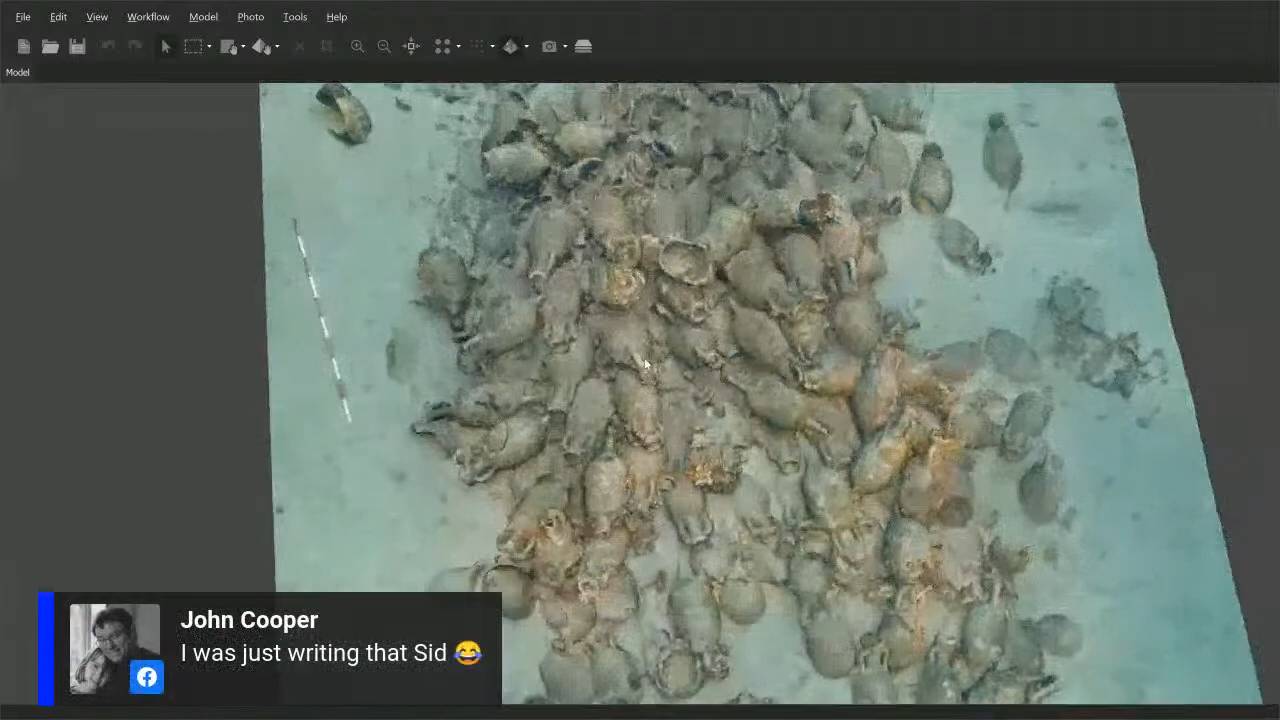 File Edit View Workflow Model Photo Tools Help
Model
John Cooper
I was just writing that Sid 😂